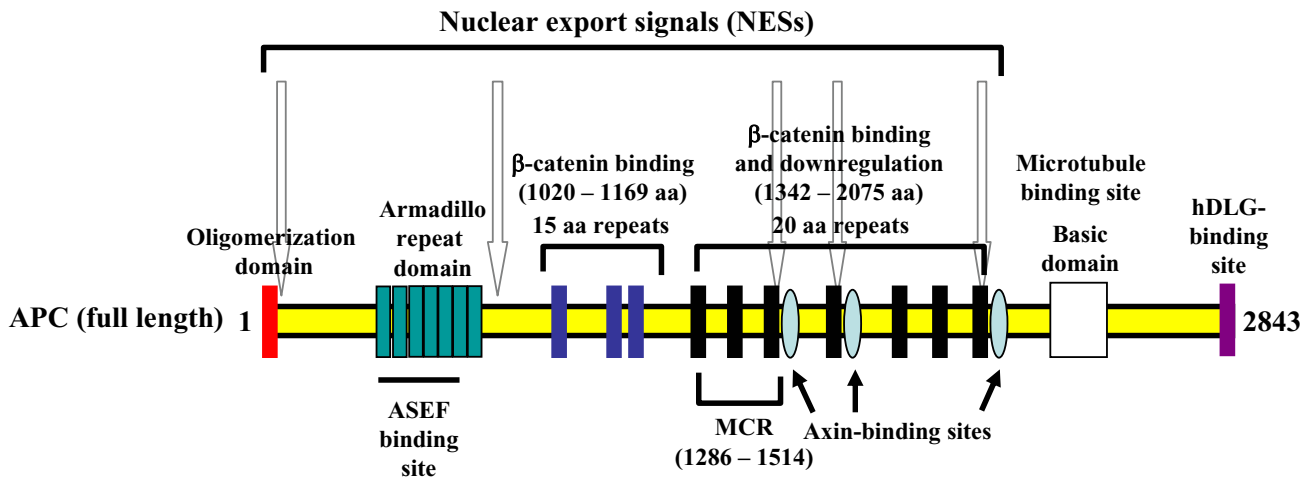 Nuclear export signals (NESs)
β-catenin binding
(1020 – 1169 aa)
15 aa repeats
β-catenin binding
and downregulation
(1342 – 2075 aa)
20 aa repeats
Microtubule
binding site
Basic
domain
hDLG-
binding
site
Oligomerization
domain
Armadillo
repeat
domain
APC (full length) 1
2843
ASEF
binding
site
MCR
(1286 – 1514)
Axin-binding sites